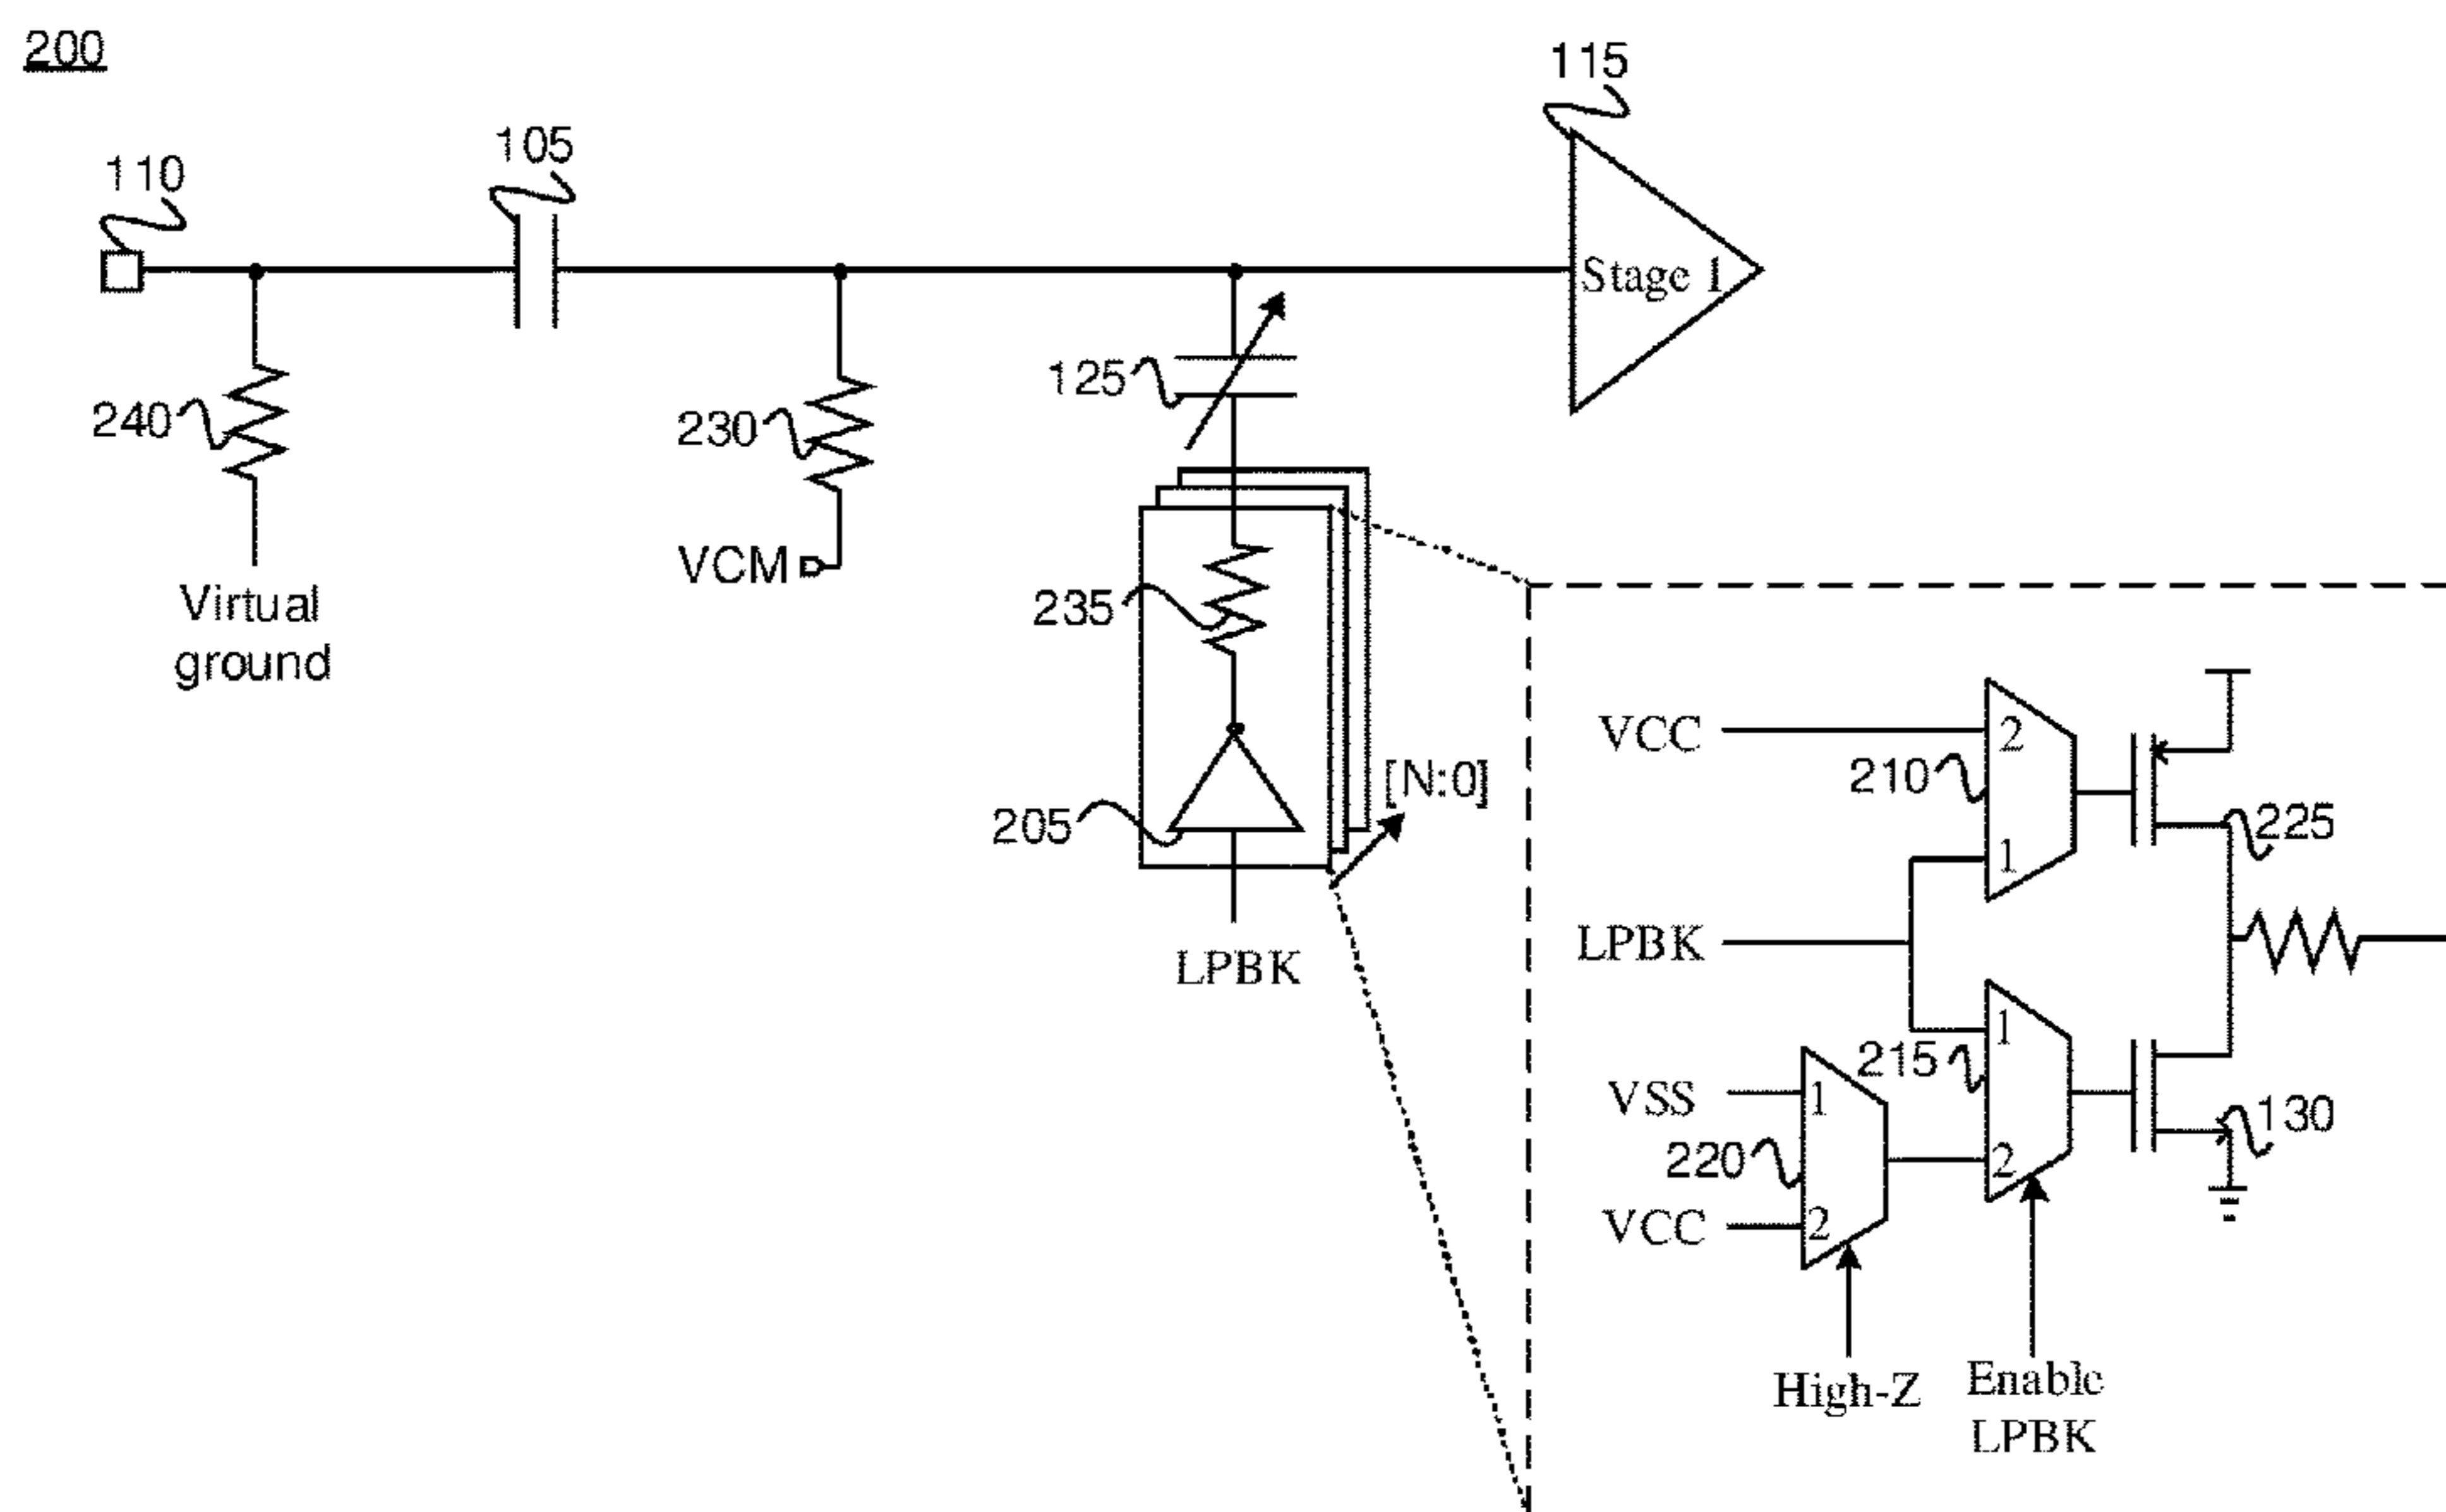 200
115
105
110
Stage 1
125
240
230
VCM
Virtual
ground
235
[N:0]
205
LPBK
VCC
2
210
1
225
LPBK
1
215
VSS
1
130
220
2
VCC
2
High-Z
Enable
LPBK